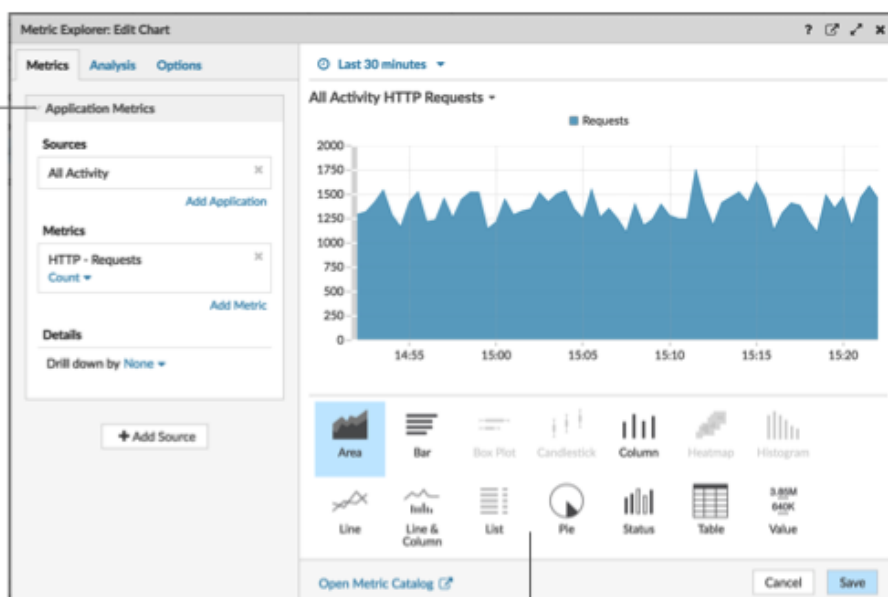 Metric Explorer: Edit Chart
?
Metrics Analysis Options
Last 30 minutes
Application Metrics
Sources
All Activity
Add Application
Metrics
HTTP - Requests
Count
Add Metric
Details
Drill down by None
+ Add Source
All Activity HTTP Requests
Requests
2000
1750
1500
1250
1000
750
500
250
0
14:55 15:00 15:05 15:10 15:15 15:20
Area Bar Box Plot Candlestick Column Heatmap Histogram
3.85M
640K
Line Line & Column List Pie Status Table Value
Open Metric Catalog
Cancel Save